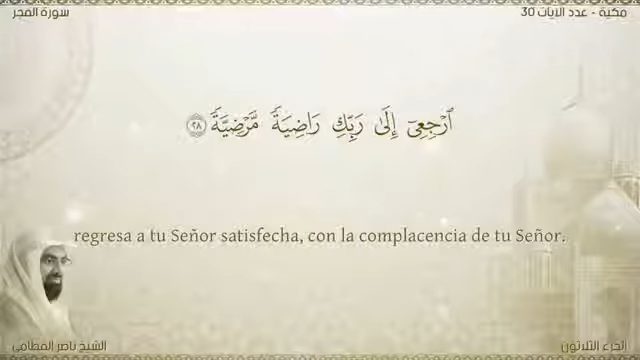 سورة الفجر
مكية - عدد الآيات 30
ٱرْجِعِىٓ إِلَىٰ رَبِّكِ رَاضِيَةً مَّرْضِيَّةً ٢٨
regresa a tu Señor satisfecha, con la complacencia de tu Señor.
الشيخ ناصر القطامي
الجزء الثلاثون